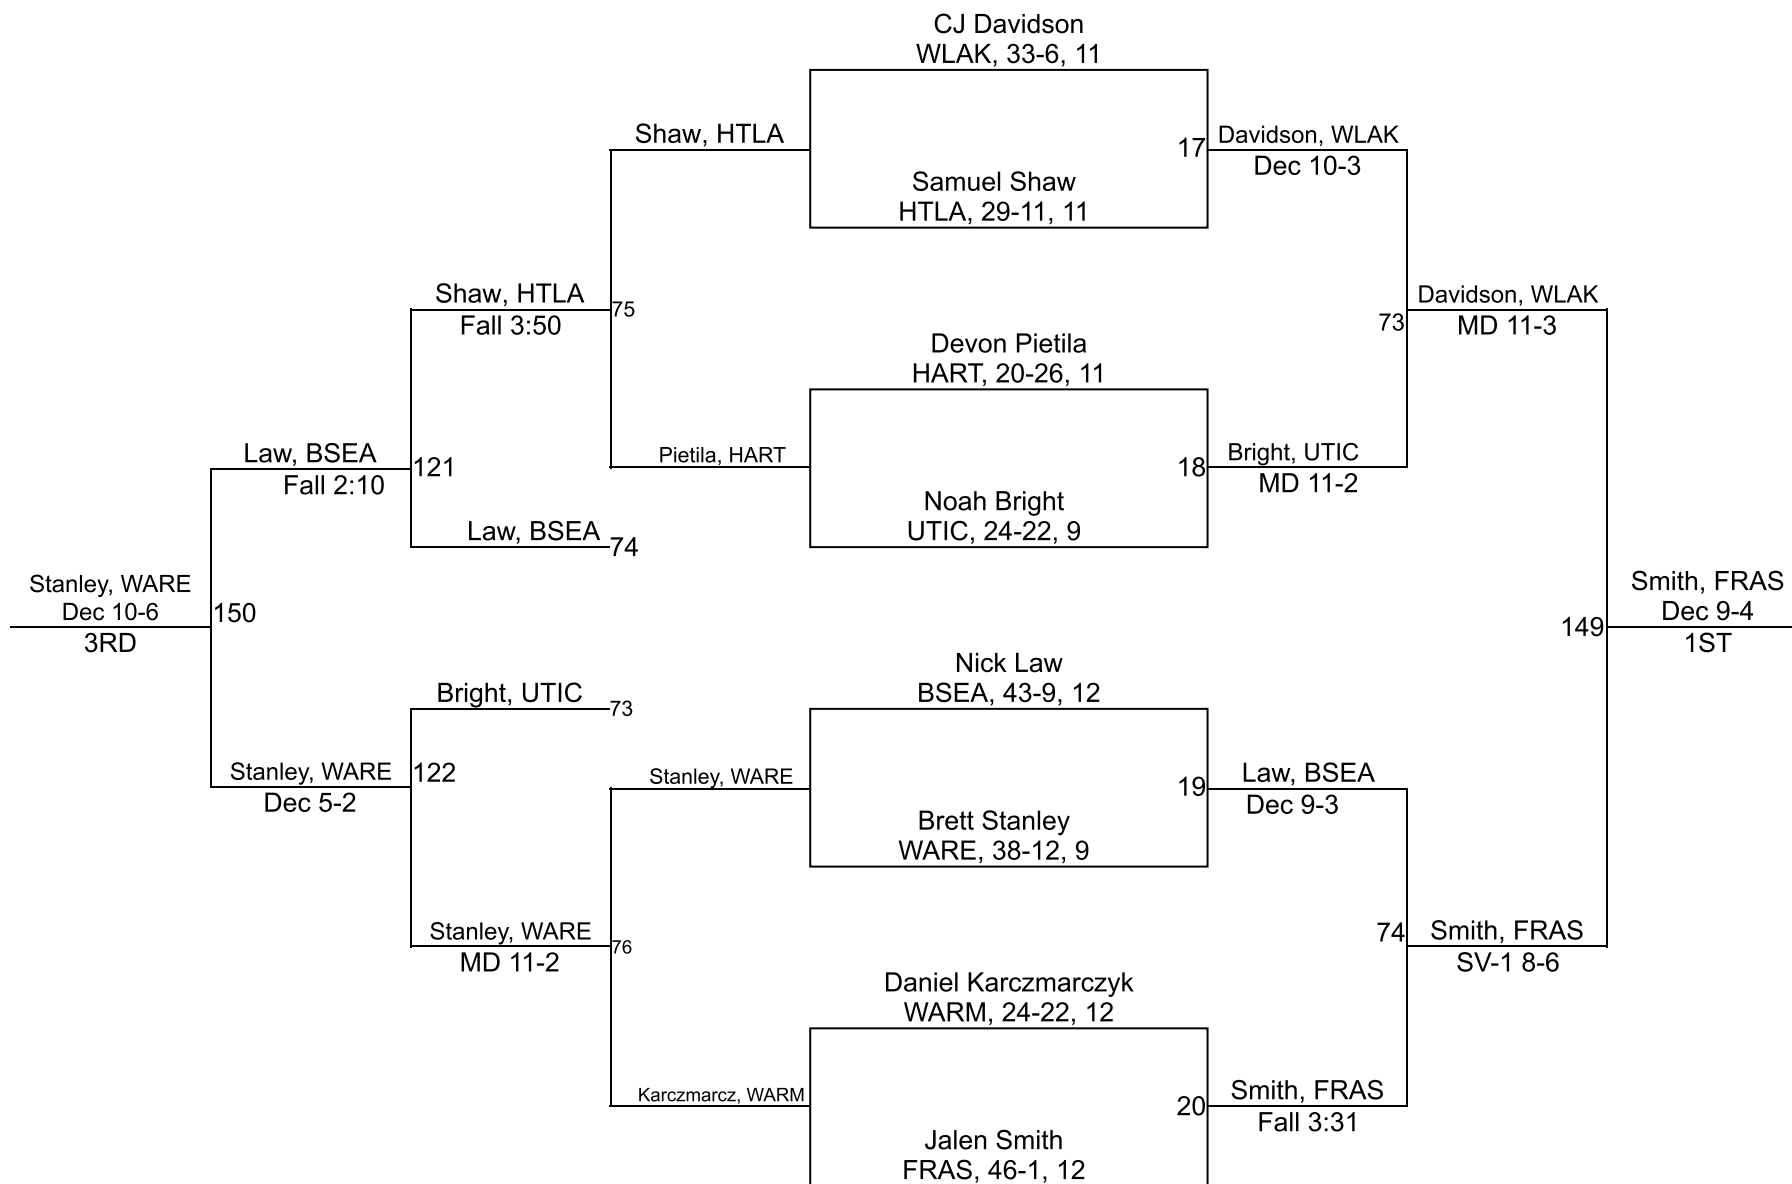 CJ Davidson
WLAK, 33-6, 11
Shaw, HTLA
17
Davidson, WLAK
Dec 10-3
Samuel Shaw
HTLA, 29-11, 11
Shaw, HTLA
Fall 3:50
75
Davidson, WLAK
73
MD 11-3
Devon Pietila
HART, 20-26, 11
Law, BSEA
Fall 2:10
121
Pietila, HART
18
Bright, UTIC
MD 11-2
Noah Bright
UTIC, 24-22, 9
Law, BSEA
74
Stanley, WARE
Dec 10-6
3RD
150
149
Smith, FRAS
Dec 9-4
1ST
Nick Law
BSEA, 43-9, 12
Bright, UTIC
73
Stanley, WARE
Dec 5-2
122
Stanley, WARE
19
Law, BSEA
Dec 9-3
Brett Stanley
WARE, 38-12, 9
Stanley, WARE
MD 11-2
76
74
Smith, FRAS
SV-1 8-6
Daniel Karczmarczyk
WARM, 24-22, 12
Karczmarcz, WARM
20
Smith, FRAS
Fall 3:31
Jalen Smith
FRAS, 46-1, 12